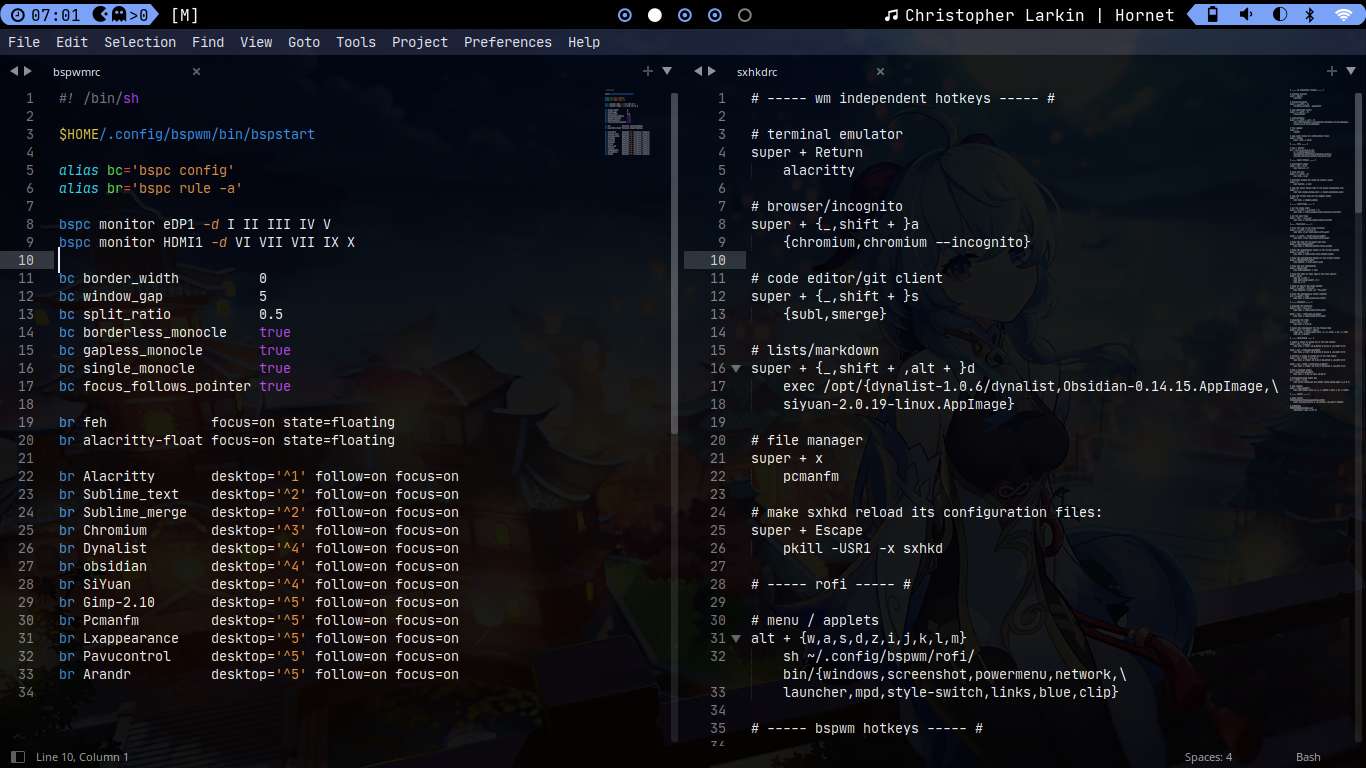 07:01 >0 [M] Christopher Larkin | Hornet
File Edit Selection Find View Goto Tools Project Preferences Help
bspwmrc
1 #! /bin/sh
2
3 $HOME/.config/bspwm/bin/bspstart
4
5 alias bc='bspc config'
6 alias br='bspc rule -a'
7
8 bspc monitor eDP1 -d I II III IV V
9 bspc monitor HDMI1 -d VI VII VII IX X
10
11 bc border_width 0
12 bc window_gap 5
13 bc split_ratio 0.5
14 bc borderless_monocle true
15 bc gapless_monocle true
16 bc single_monocle true
17 bc focus_follows_pointer true
18
19 br feh focus=on state=floating
20 br alacritty-float focus=on state=floating
21
22 br Alacritty desktop='^1' follow=on focus=on
23 br Sublime_text desktop='^2' follow=on focus=on
24 br Sublime_merge desktop='^2' follow=on focus=on
25 br Chromium desktop='^3' follow=on focus=on
26 br Dynalist desktop='^4' follow=on focus=on
27 br obsidian desktop='^4' follow=on focus=on
28 br SiYuan desktop='^4' follow=on focus=on
29 br Gimp-2.10 desktop='^5' follow=on focus=on
30 br Pcmanfm desktop='^5' follow=on focus=on
31 br Lxappearance desktop='^5' follow=on focus=on
32 br Pavucontrol desktop='^5' follow=on focus=on
33 br Arandr desktop='^5' follow=on focus=on
34
sxhkdrc
1 # ----- wm independent hotkeys ----- #
2
3 # terminal emulator
4 super + Return
5 alacritty
6
7 # browser/incognito
8 super + {_,shift + }a
9 {chromium,chromium --incognito}
10
11 # code editor/git client
12 super + {_,shift + }s
13 {subl,smerge}
14
15 # lists/markdown
16 super + {_,shift + ,alt + }d
17 exec /opt/{dynalist-1.0.6/dynalist,Obsidian-0.14.15.AppImage,\
18 siyuan-2.0.19-linux.AppImage}
19
20 # file manager
21 super + x
22 pcmanfm
23
24 # make sxhkd reload its configuration files:
25 super + Escape
26 pkill -USR1 -x sxhkd
27
28 # ----- rofi ----- #
29
30 # menu / applets
31 alt + {w,a,s,d,z,i,j,k,l,m}
32 sh ~/.config/bspwm/rofi/
bin/{windows,screenshot,powermenu,network,\
33 launcher,mpd,style-switch,links,blue,clip}
34
35 # ----- bspwm hotkeys ----- #
36
Line 10, Column 1 Spaces: 4 Bash